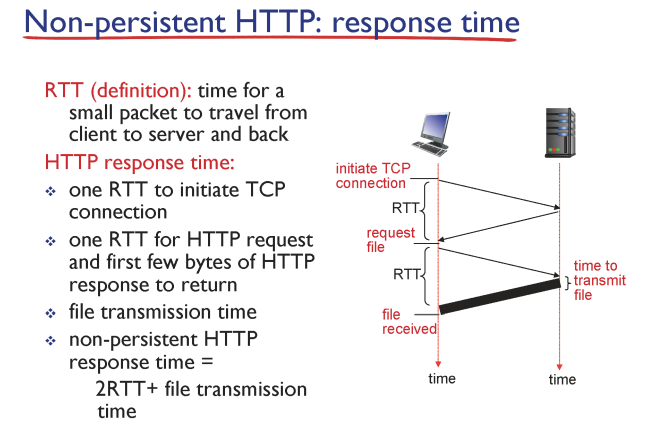 Non-persistent HTTP: response time
RTT (definition): time for a
small packet to travel from
client to server and back
HTTP response time:
one RTT to initiate TCP
connection
one RTT for HTTP request
and first few bytes of HTTP
response to return
file transmission time
non-persistent HTTP
response time =
2RTT+ file transmission
time
initiate TCP
connection
RTT
request
file
RTT
time to
transmit
file
file
received
time
time